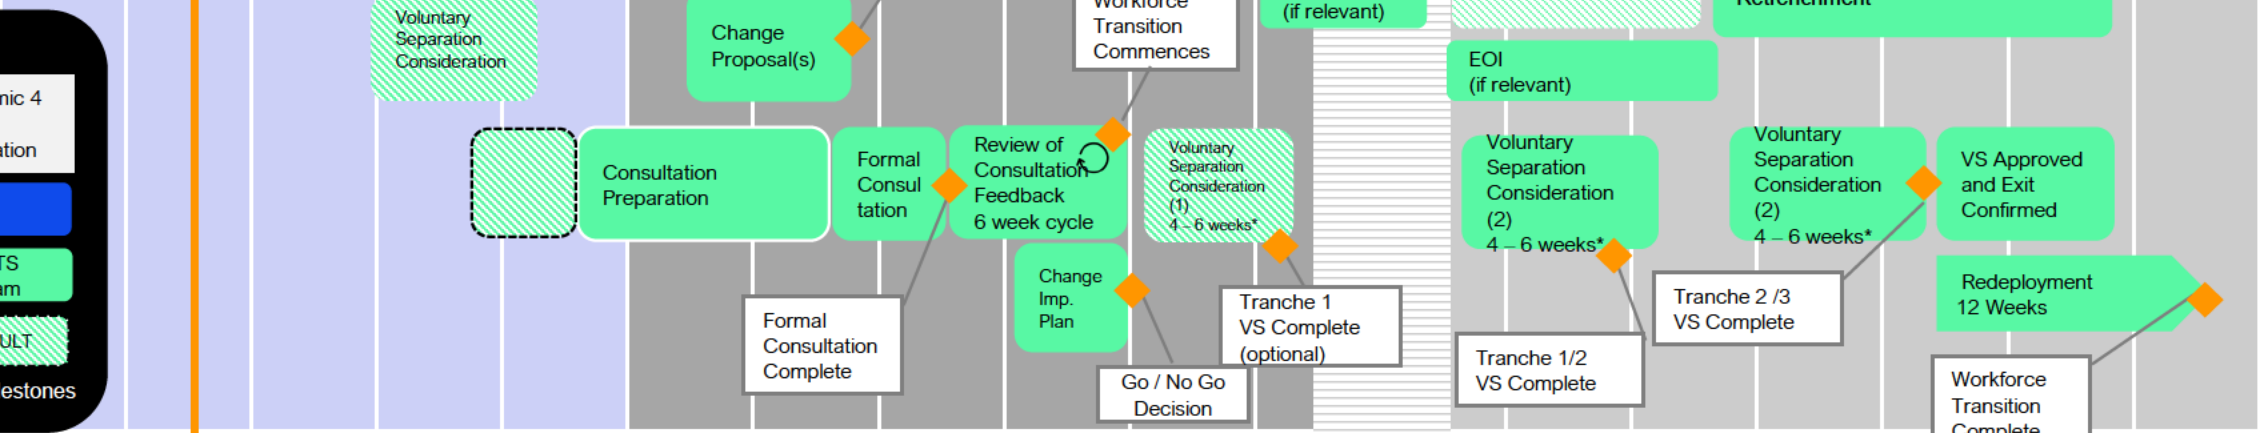 mic 4
ation
TS
am
ULT
estones
Voluntary
Separation
Consideration
Change
Proposal(s)
Workforce
Transition
Commences
(if relevant)
Retrenchment
EOI
(if relevant)
Consultation
Preparation
Formal
Consul
tation
Review of
Consultation
Feedback
6 week cycle
Voluntary
Separation
Consideration
(1)
4 – 6 weeks*
Voluntary
Separation
Consideration
(2)
4 – 6 weeks*
Voluntary
Separation
Consideration
(2)
4 – 6 weeks*
VS Approved
and Exit
Confirmed
Change
Imp.
Plan
Redeployment
12 Weeks
Formal
Consultation
Complete
Go / No Go
Decision
Tranche 1
VS Complete
(optional)
Tranche 1/2
VS Complete
Tranche 2 /3
VS Complete
Workforce
Transition
Complete